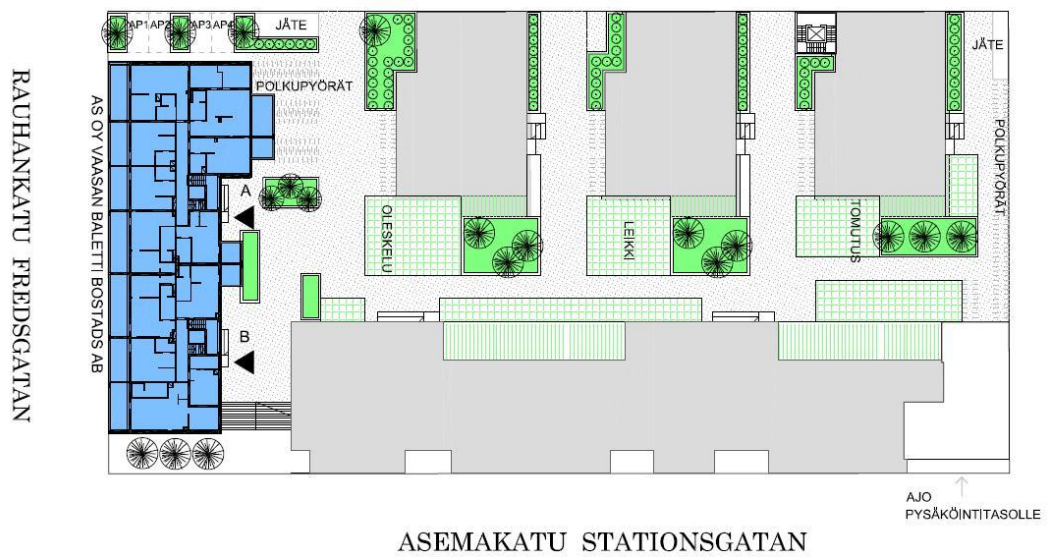 AP1 AP2 AP3 AP4
JÄTE
JÄTE
POLKUPYÖRÄT
POLKUPYÖRÄT
RAUHANKATU FREDSGATAN
AS OY VAASAN BALETTI BOSTADS AB
A
OLESKELU
LEIKKI
TOMUTUS
B
AJO
PYSÄKÖINTITASOLLE
ASEMAKATU STATIONSGATAN